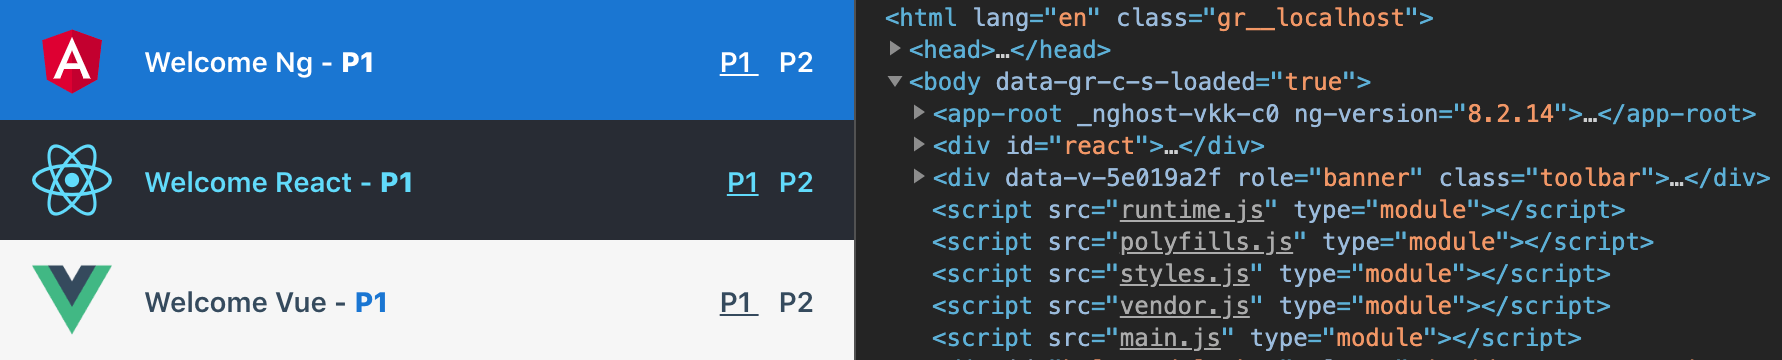 Welcome Ng - P1
P1 P2
Welcome React - P1
P1 P2
Welcome Vue - P1
P1 P2
<html lang="en" class="gr__localhost">
<head>…</head>
<body data-gr-c-s-loaded="true">
<app-root _nghost-vkk-c0 ng-version="8.2.14">…</app-root>
<div id="react">…</div>
<div data-v-5e019a2f role="banner" class="toolbar">…</div>
<script src="runtime.js" type="module"></script>
<script src="polyfills.js" type="module"></script>
<script src="styles.js" type="module"></script>
<script src="vendor.js" type="module"></script>
<script src="main.js" type="module"></script>